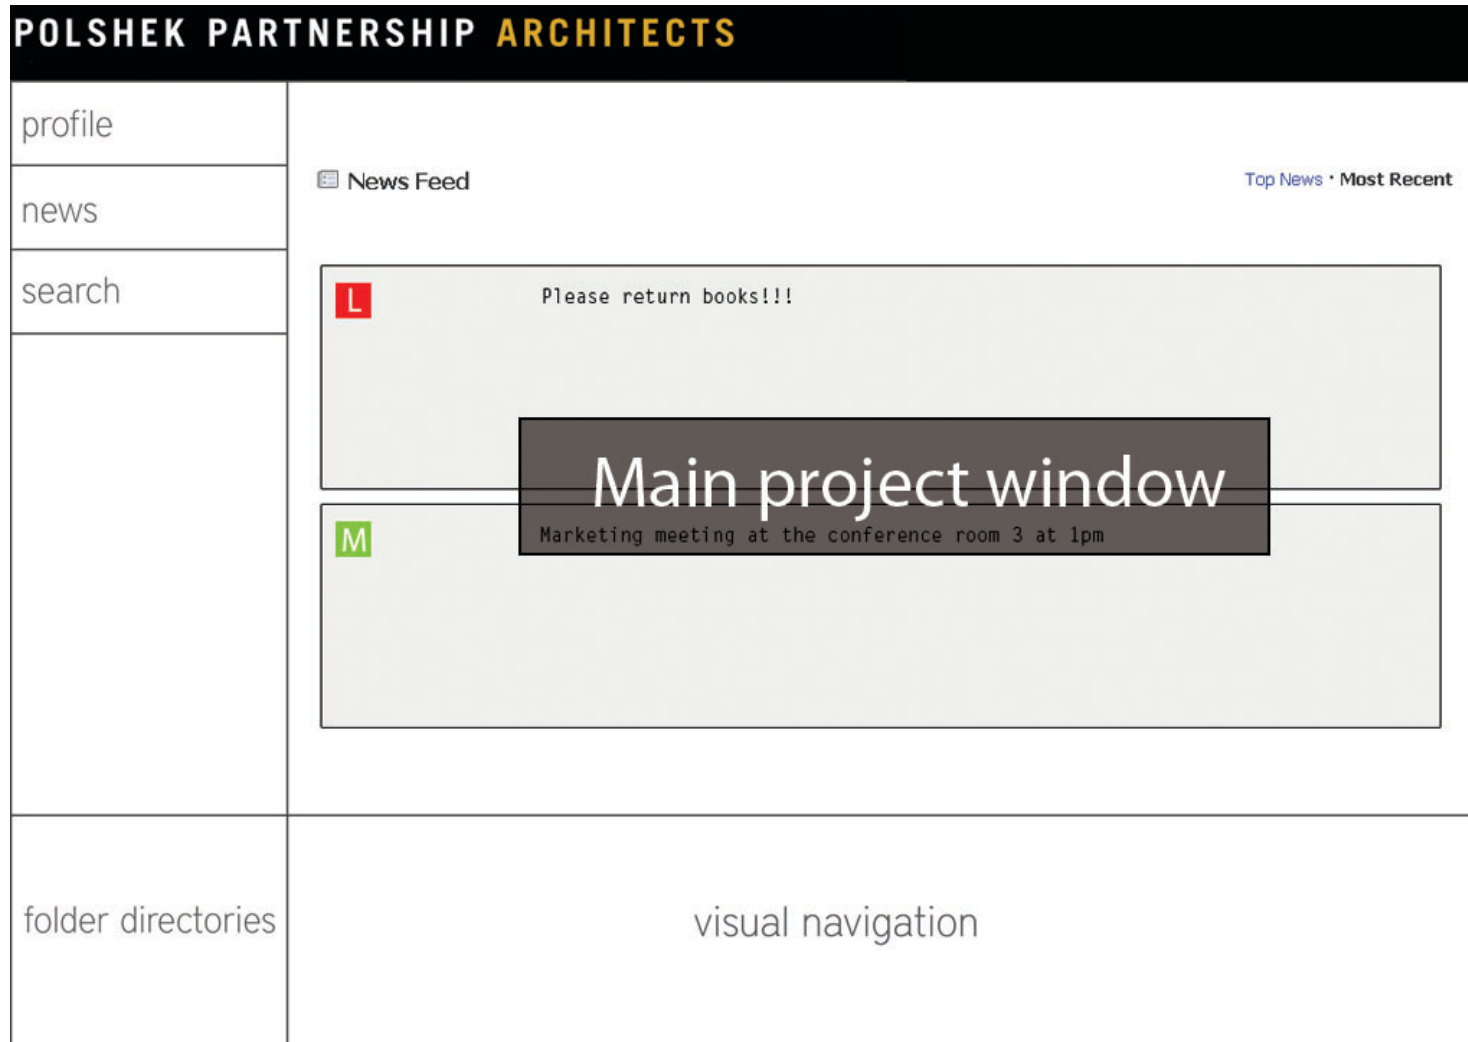 POLSHEK PARTNERSHIP ARCHITECTS
profile
news
search
News Feed
Top News · Most Recent
L
Please return books!!!
Main project window
M
Marketing meeting at the conference room 3 at 1pm
folder directories
visual navigation